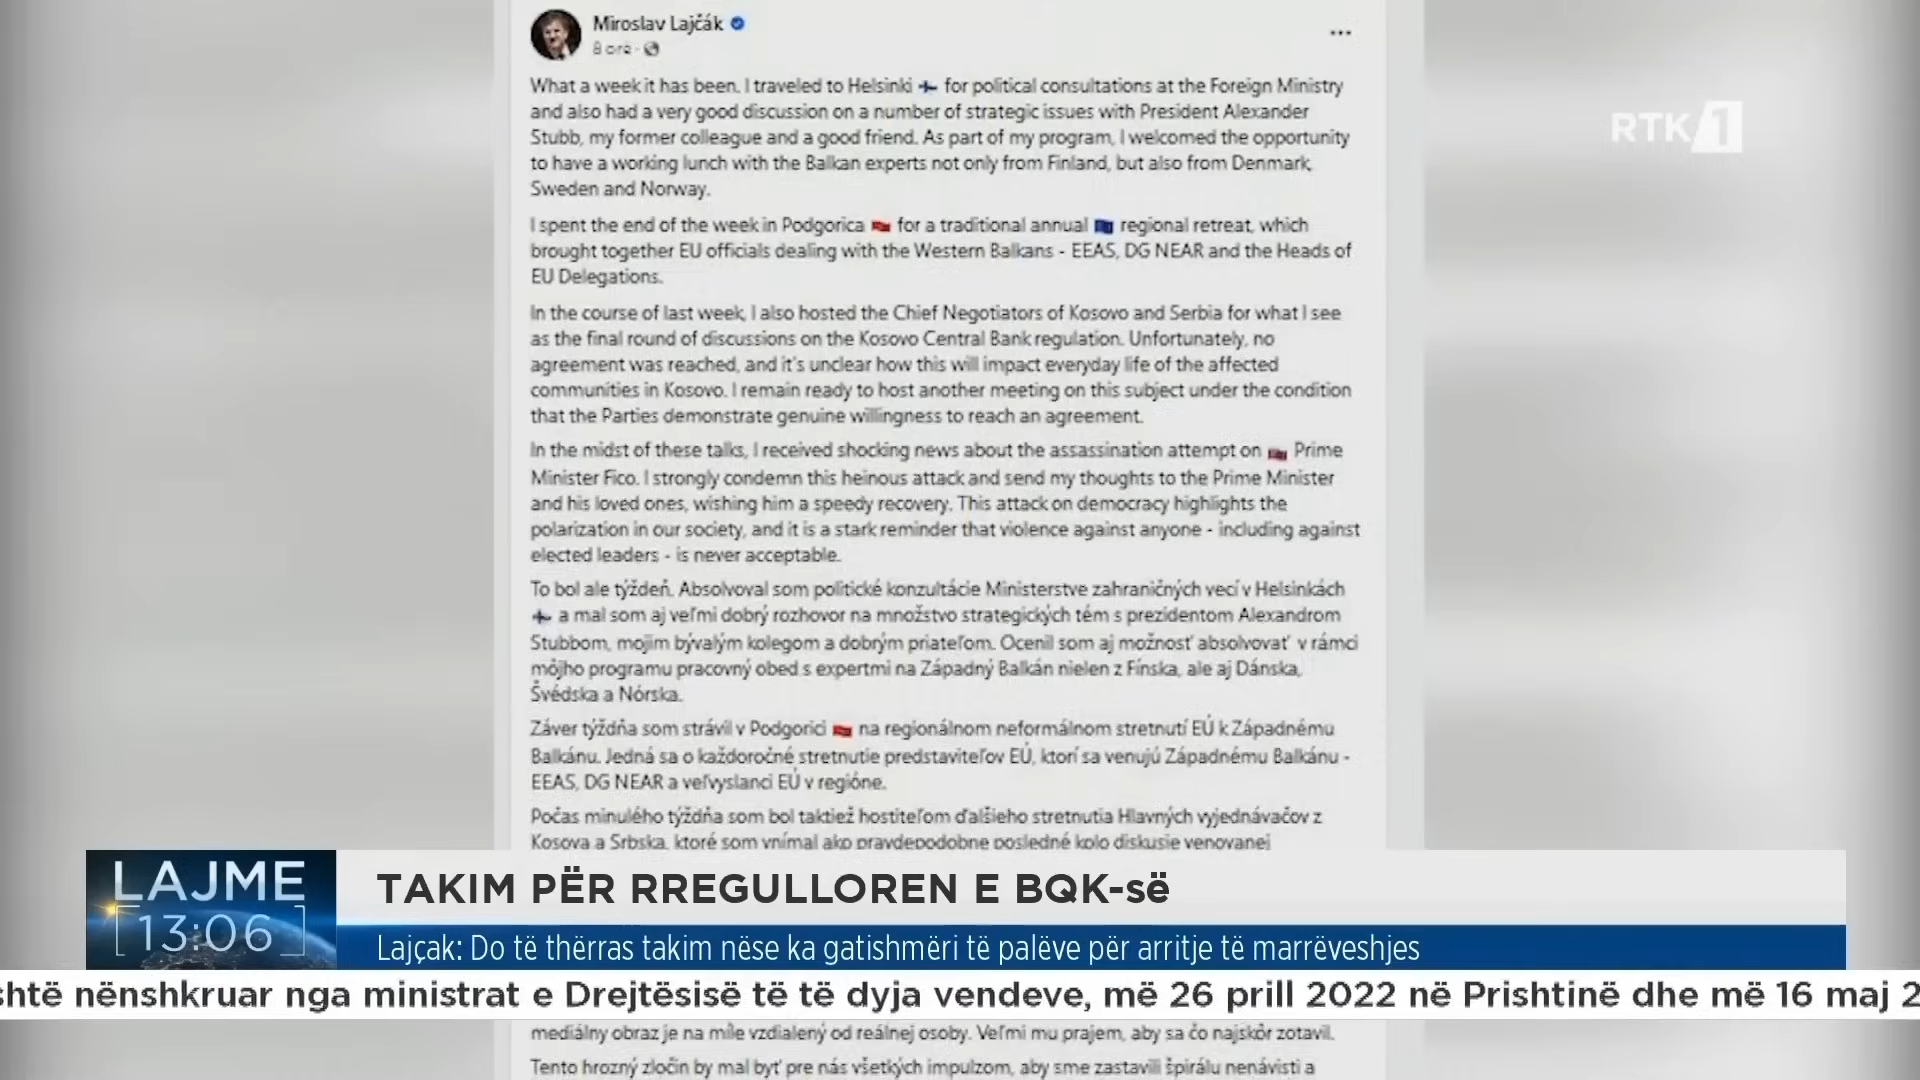 Miroslav Lajčák
8 orë
What a week it has been. I traveled to Helsinki for political consultations at the Foreign Ministry
and also had a very good discussion on a number of strategic issues with President Alexander
Stubb, my former colleague and a good friend. As part of my program, I welcomed the opportunity
to have a working lunch with the Balkan experts not only from Finland, but also from Denmark,
Sweden and Norway.
I spent the end of the week in Podgorica for a traditional annual regional retreat, which
brought together EU officials dealing with the Western Balkans - EEAS, DG NEAR and the Heads of
EU Delegations.
In the course of last week, I also hosted the Chief Negotiators of Kosovo and Serbia for what I see
as the final round of discussions on the Kosovo Central Bank regulation. Unfortunately, no
agreement was reached, and it's unclear how this will impact everyday life of the affected
communities in Kosovo. I remain ready to host another meeting on this subject under the condition
that the Parties demonstrate genuine willingness to reach an agreement.
In the midst of these talks, I received shocking news about the assassination attempt on Prime
Minister Fico. I strongly condemn this heinous attack and send my thoughts to the Prime Minister
and his loved ones, wishing him a speedy recovery. This attack on democracy highlights the
polarization in our society, and it is a stark reminder that violence against anyone - including against
elected leaders - is never acceptable.
To bol ale týždeň. Absolvoval som politické konzultácie Ministerstve zahraničných vecí v Helsinkách
a mal som aj veľmi dobrý rozhovor na množstvo strategických tém s prezidentom Alexandrom
Stubbom, mojim bývalým kolegom a dobrým priateľom. Ocenil som aj možnosť absolvovať v rámci
môjho programu pracovný obed s expertmi na Západný Balkán nielen z Fínska, ale aj Dánska,
Švédska a Nórska.
Záver týždňa som strávil v Podgorici na regionálnom neformálnom stretnutí EÚ k Západnému
Balkánu. Jedná sa o každoročné stretnutie predstaviteľov EÚ, ktorí sa venujú Západnému Balkánu -
EEAS, DG NEAR a veľvyslanci EÚ v regióne.
Počas minulého týždňa som bol taktiež hostiteľom ďalšieho stretnutia Hlavných vyjednávačov z
Kosova a Srbska, ktoré som vnímal ako pravdepodobne posledné kolo diskusie venovanej
RTK 1
LAJME
13:06
TAKIM PËR RREGULLOREN E BQK-së
Lajçak: Do të thërras takim nëse ka gatishmëri të palëve për arritje të marrëveshjes
shtë nënshkruar nga ministrat e Drejtësisë të të dyja vendeve, më 26 prill 2022 në Prishtinë dhe më 16 maj 2
mediálny obraz je na míle vzdialený od reálnej osoby. Veľmi mu prajem, aby sa čo najskôr zotavil.
Tento hrozný zločin by mal byť pre nás všetkých impulzom, aby sme zastavili špirálu nenávisti a